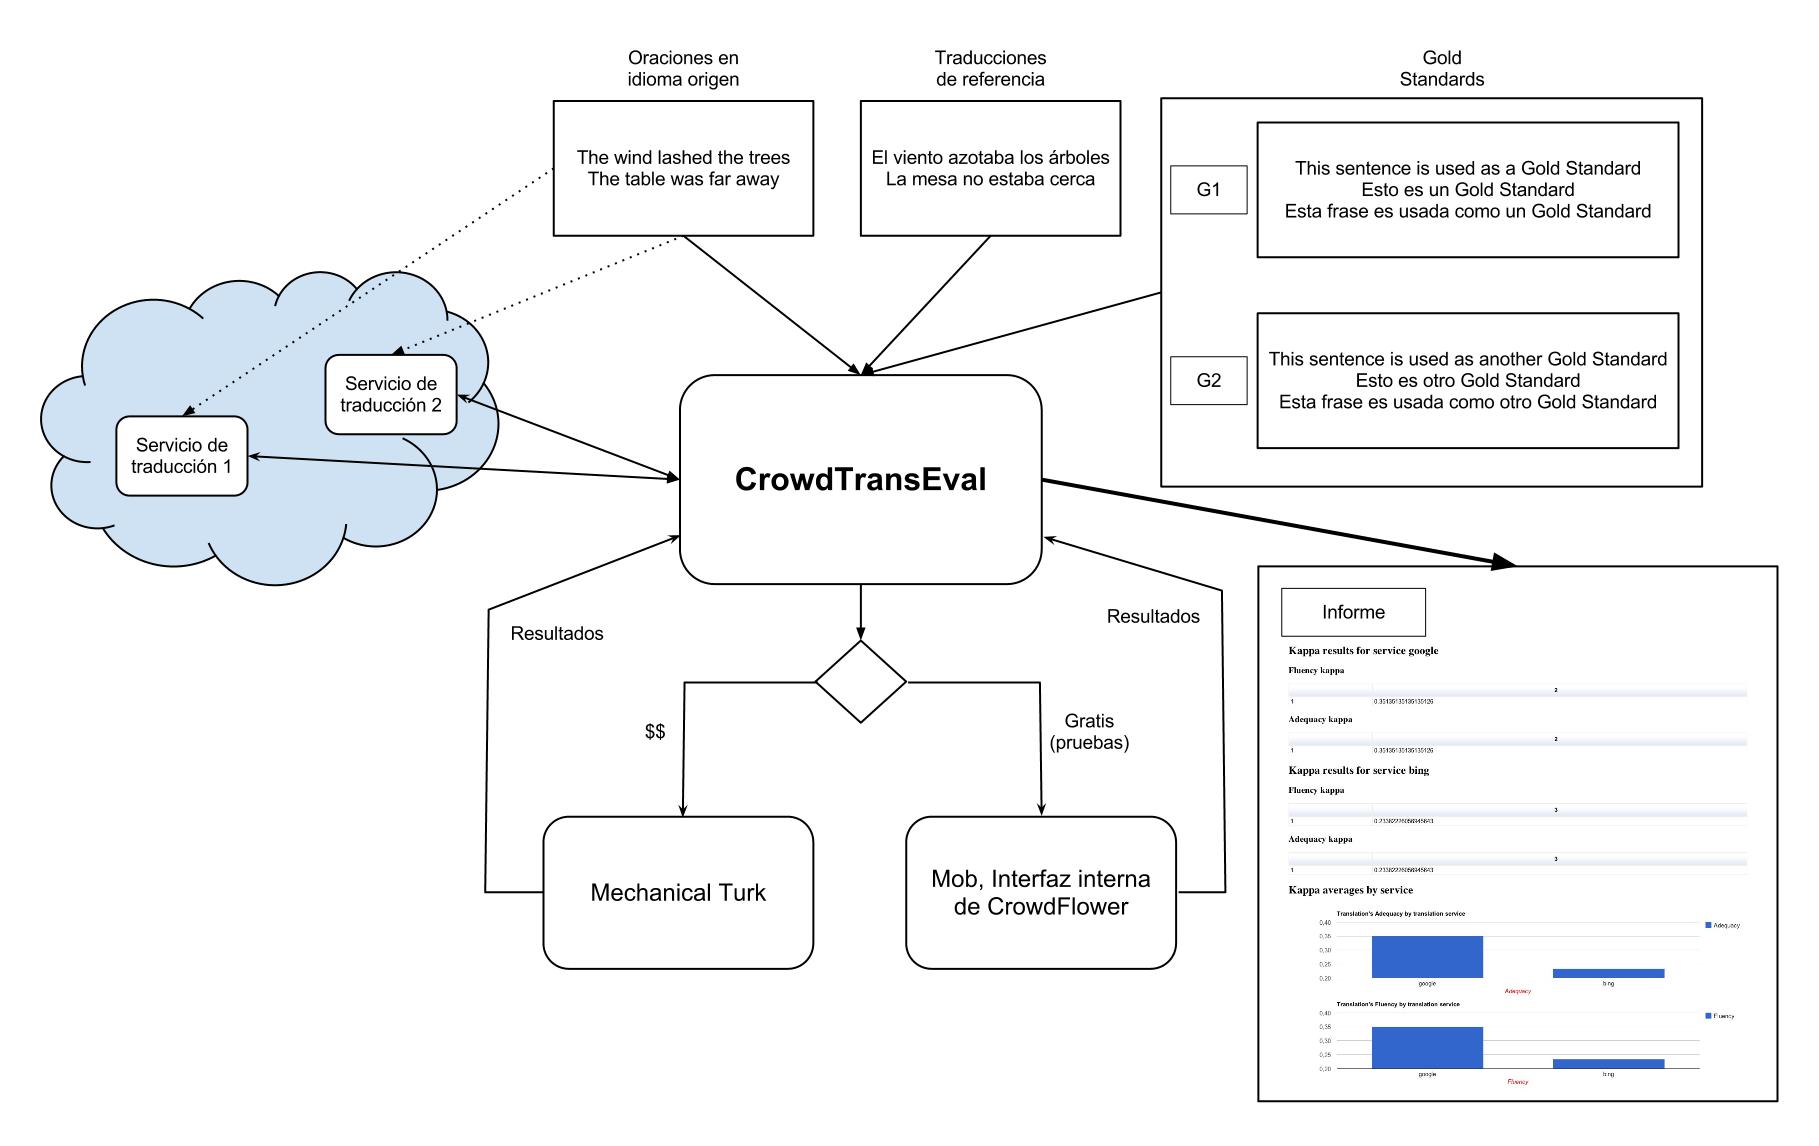 Oraciones en
idioma origen
The wind lashed the trees
The table was far away
Traducciones
de referencia
El viento azotaba los árboles
La mesa no estaba cerca
Gold
Standards
G1
This sentence is used as a Gold Standard
Esto es un Gold Standard
Esta frase es usada como un Gold Standard
G2
This sentence is used as another Gold Standard
Esto es otro Gold Standard
Esta frase es usada como otro Gold Standard
Servicio de
traducción 2
Servicio de
traducción 1
CrowdTransEval
Resultados
Resultados
$$
Gratis
(pruebas)
Mechanical Turk
Mob, Interfaz interna
de CrowdFlower
Informe
Kappa results for service google
Fluency kappa
2
1 0.35135135135135126
Adequacy kappa
2
1 0.35135135135135126
Kappa results for service bing
Fluency kappa
3
1
Adequacy kappa
3
1
Kappa averages by service
Translation's Adequacy by translation service
0,40
0,35
0,30
0,25
0,20
google
bing
Adequacy
Adequacy
Translation's Fluency by translation service
0,40
0,35
0,30
0,25
0,20
google
bing
Fluency
Fluency